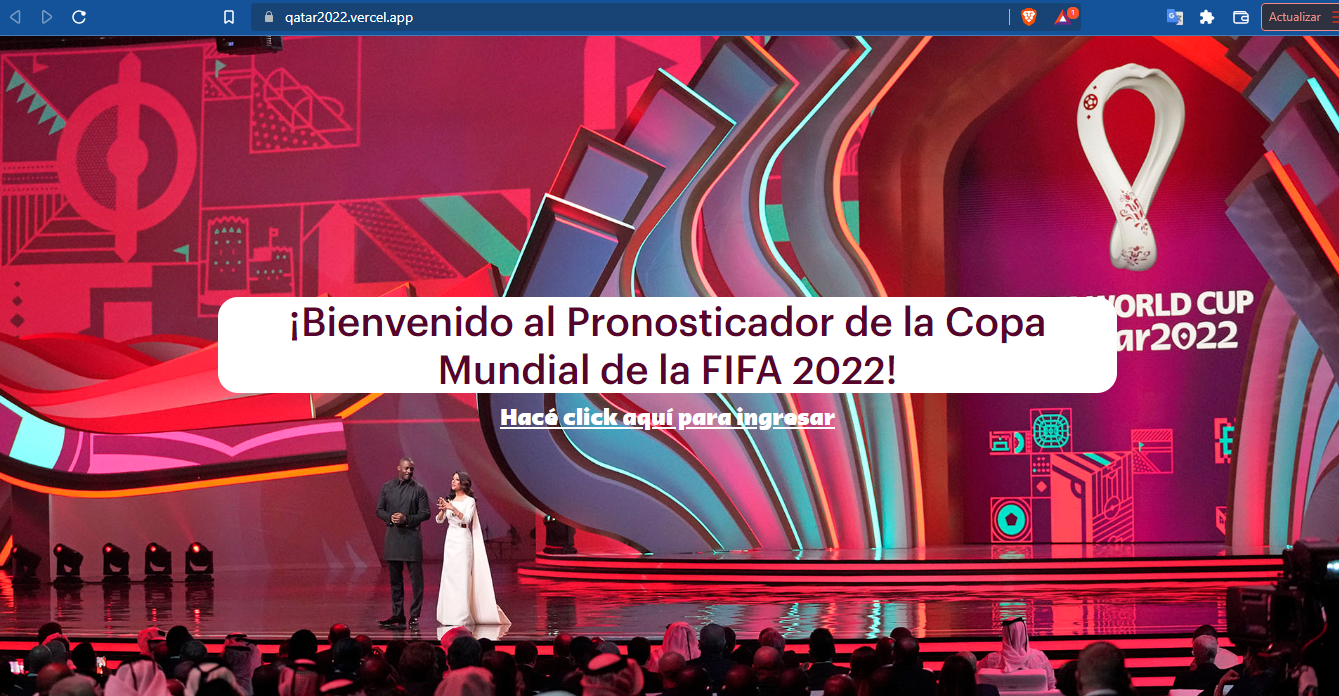 qatar2022.vercel.app
1
Actualizar
WORLD CUP
ar2022
¡Bienvenido al Pronosticador de la Copa
Mundial de la FIFA 2022!
Hacé click aquí para ingresar